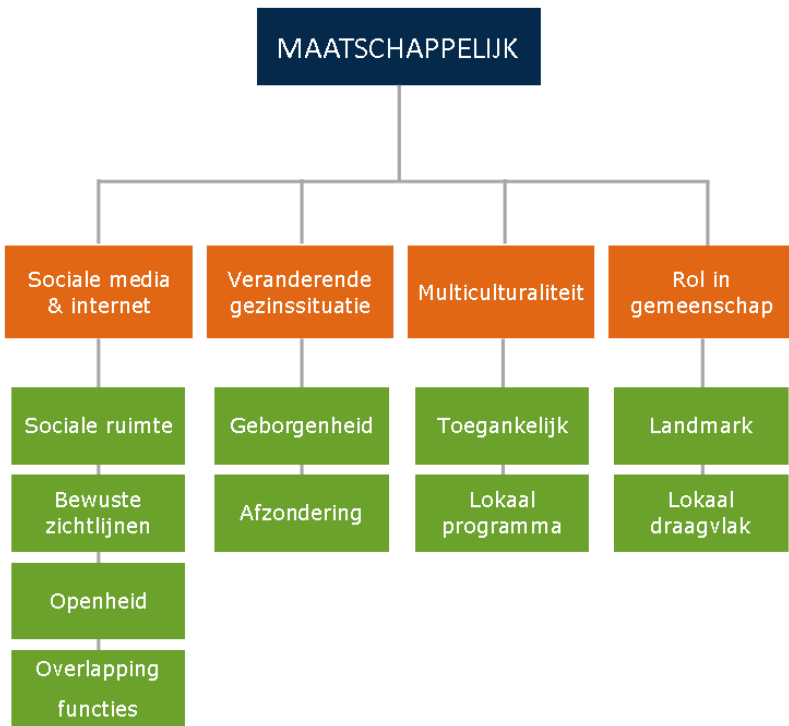 MAATSCHAPPELIJK
Sociale media
& internet
Veranderende
gezinssituatie
Multiculturaliteit
Rol in
gemeenschap
Sociale ruimte
Geborgenheid
Toegankelijk
Landmark
Bewuste
zichtlijnen
Afzondering
Lokaal
programma
Lokaal
draagvlak
Openheid
Overlapping
functies